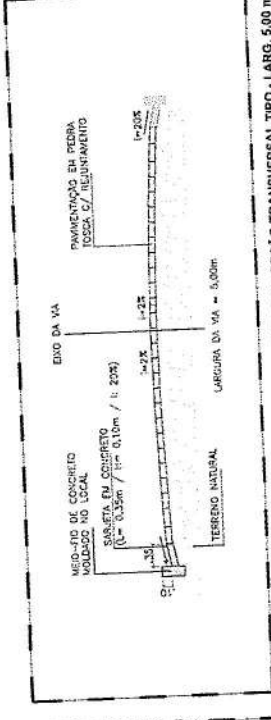 EIXO DA VIA
MEIO-FIO DE CONCRETO
MOLDADO NO LOCAL
SARJETA EM CONCRETO
(L= 0,35m / H= 0,10m / I: 20%)
PAVIMENTAÇÃO EM PEDRA
TOSCA C/ REJUNTAMENTO
.35
i=2%
i=2%
i=20%
TERRENO NATURAL
LARGURA DA VIA = 5,00m
TRANSVERSAL TIPO - LARG. 5,00 m